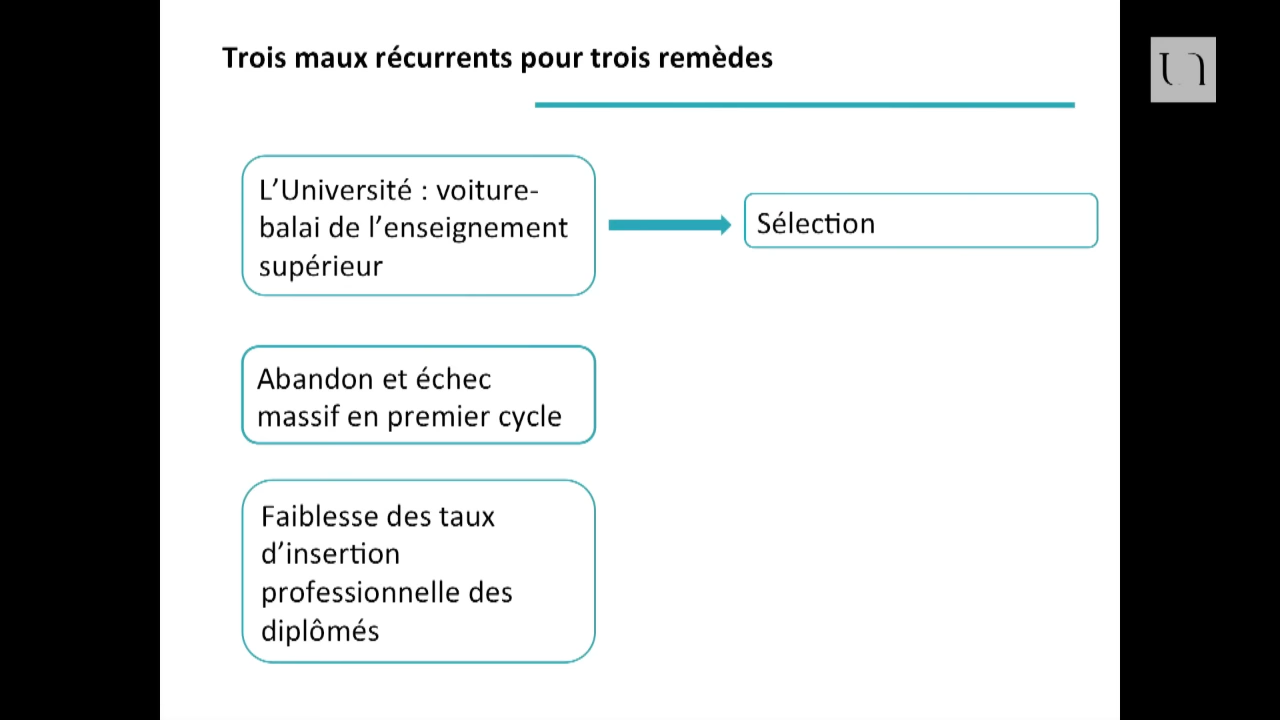 Trois maux récurrents pour trois remèdes
L’Université : voiture-
balai de l’enseignement
supérieur
Sélection
Abandon et échec
massif en premier cycle
Faiblesse des taux
d’insertion
professionnelle des
diplômés